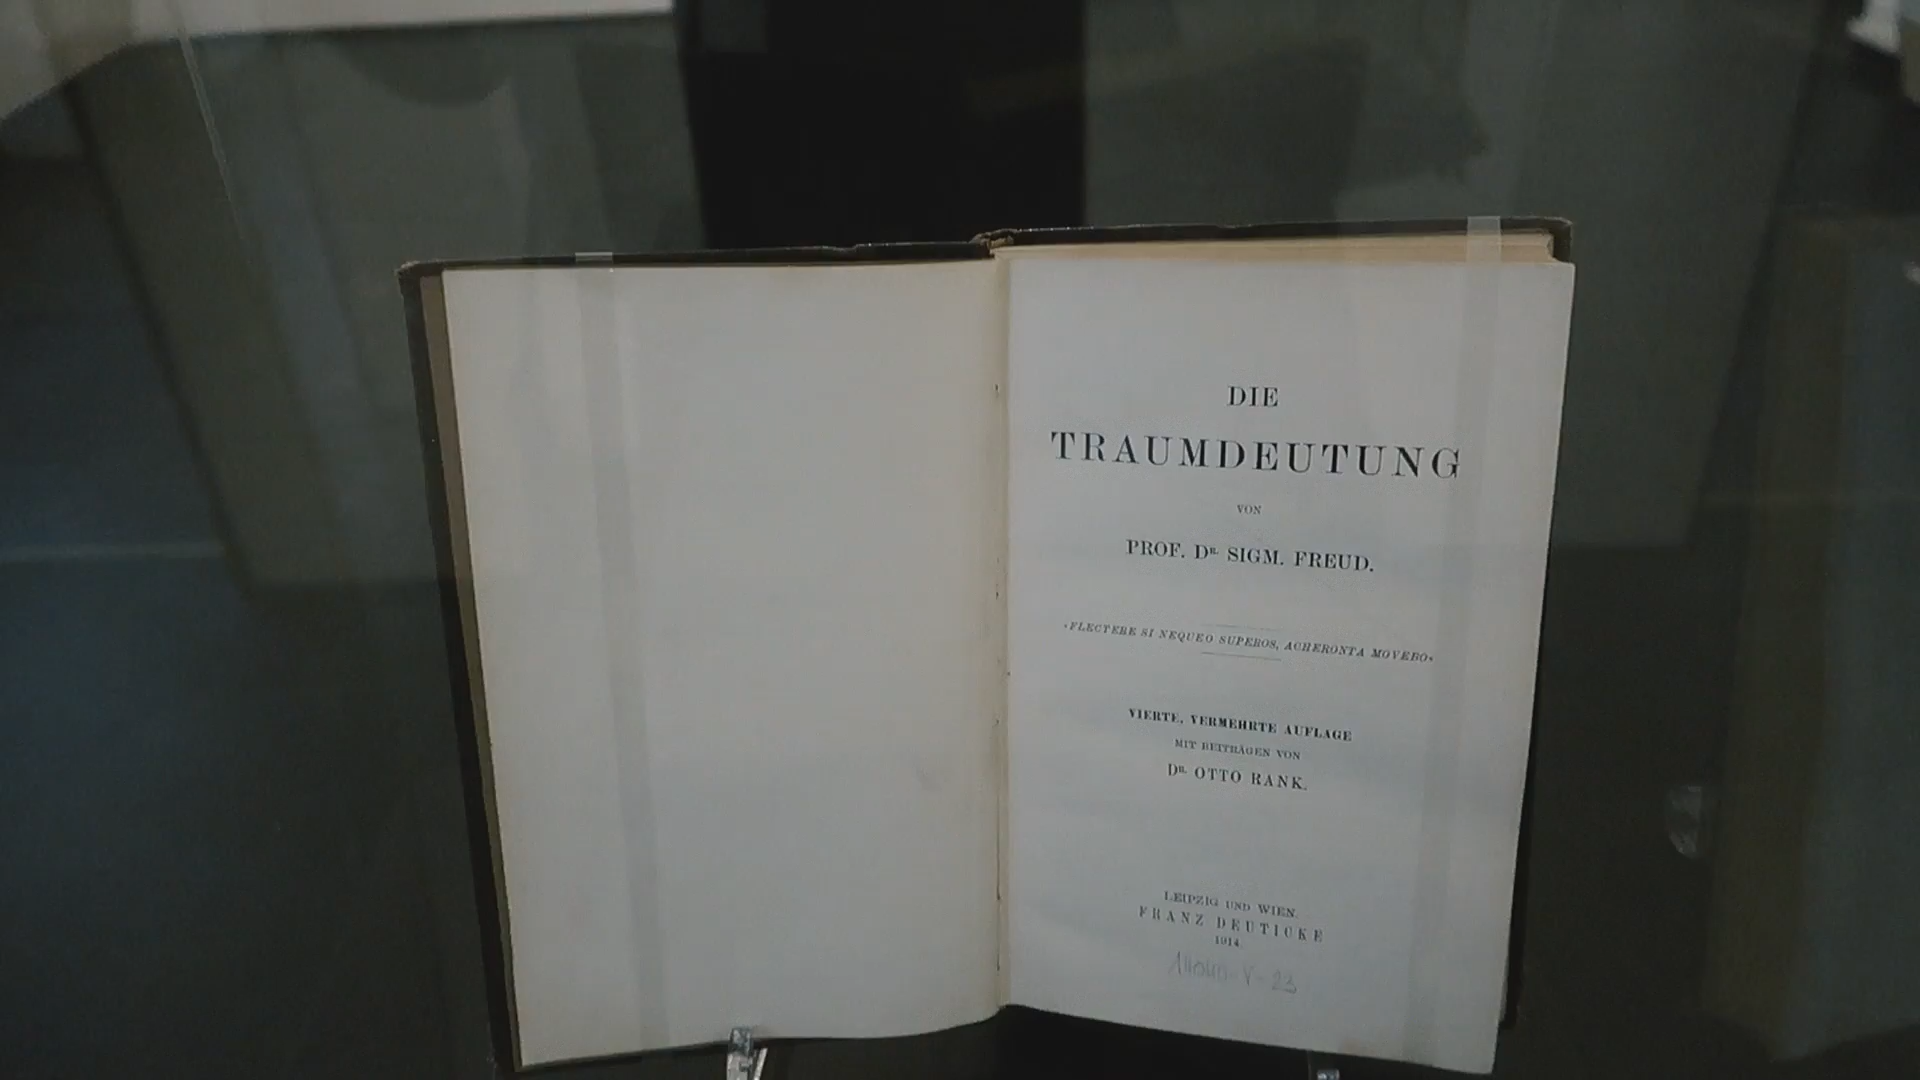 DIE
TRAUMDEUTUNG
VON
PROF. DR. SIGM. FREUD.
«FLECTERE SI NEQUEO SUPEROS, ACHERONTA MOVEBO»
VIERTE, VERMEHRTE AUFLAGE
MIT BEITRÄGEN VON
DR. OTTO RANK.
LEIPZIG UND WIEN.
FRANZ DEUTICKE
1914.